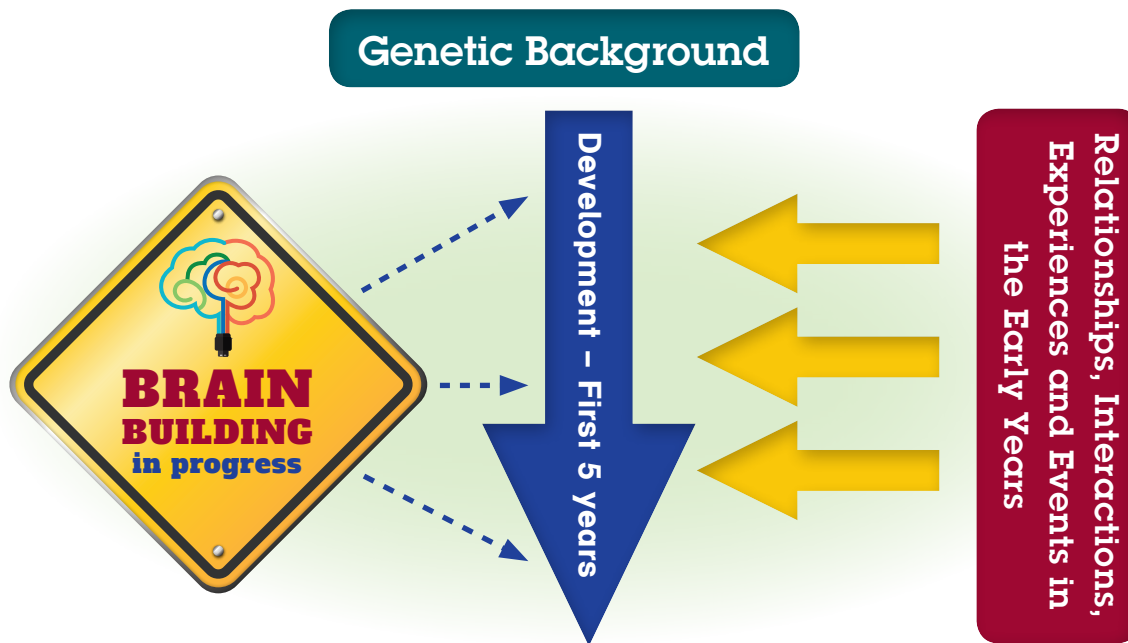 Genetic Background
BRAIN
BUILDING
in progress
Development – First 5 years
Relationships, Interactions,
Experiences and Events in
the Early Years